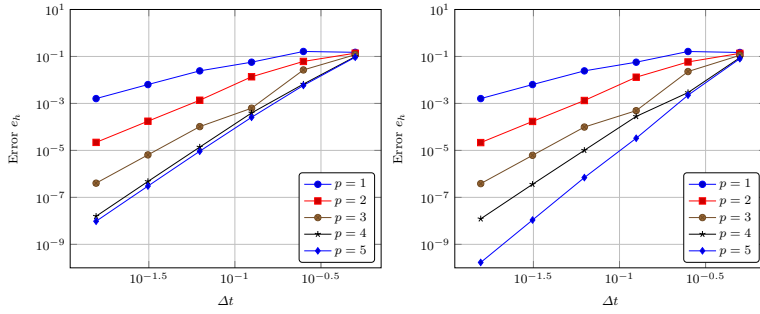 10^1
10^-1
10^-3
10^-5
10^-7
10^-9
Error e_h
10^-1.5
10^-1
10^-0.5
Δt
p = 1
p = 2
p = 3
p = 4
p = 5
10^1
10^-1
10^-3
10^-5
10^-7
10^-9
Error e_h
10^-1.5
10^-1
10^-0.5
Δt
p = 1
p = 2
p = 3
p = 4
p = 5